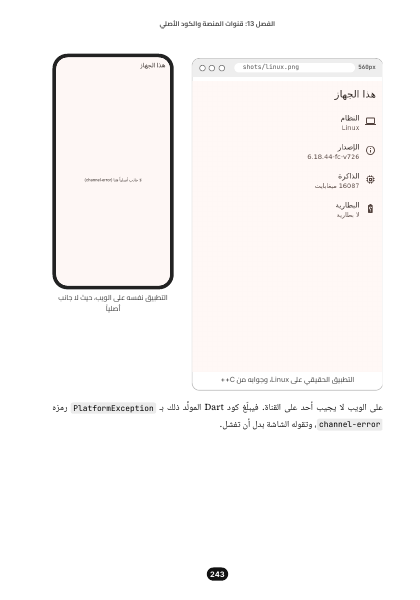 الفصل 13: قنوات المنصة والكود الأصلي
shots/linux.png
560px
هذا الجهاز
النظام
Linux
الإصدار
6.18.44-fc-v726
الذاكرة
16087 ميغابايت
البطارية
لا بطارية
التطبيق الحقيقي على Linux، وجوابه من C++
هذا الجهاز
(channel-error)
التطبيق نفسه على الويب، حيث لا جانب
أصليًا
على الويب لا يجيب أحد على القناة. فيبلّغ كود Dart المولَّد ذلك بـ PlatformException رمزه
channel-error، وتقوله الشاشة بدل أن تفشل.
243